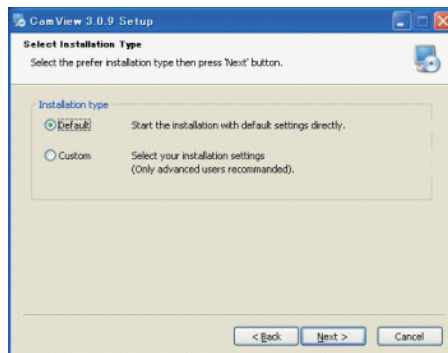 CamView 3.0.9 Setup
Select Installation Type
Select the prefer installation type then press 'Next' button.
Installation type
Default
Start the installation with default settings directly.
Custom
Select your installation settings
(Only advanced users recommanded).
< Back
Next >
Cancel